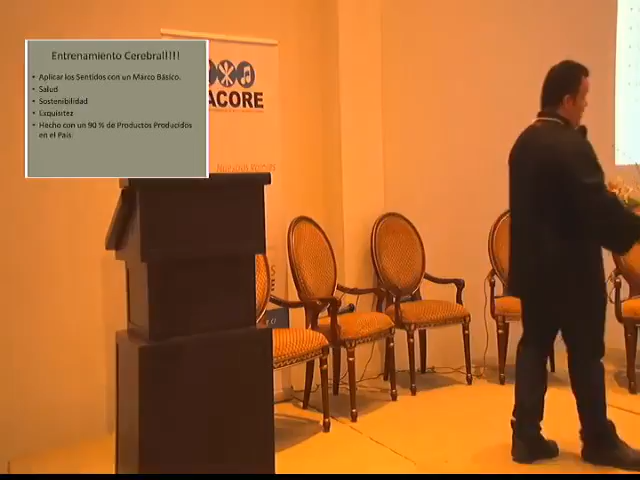 Entrenamiento Cerebral!!!!
• Aplicar los Sentidos con un Marco Básico.
• Salud
• Sostenibilidad
• Exquisitez
• Hecho con un 90 % de Productos Producidos
en el País.
ACORE